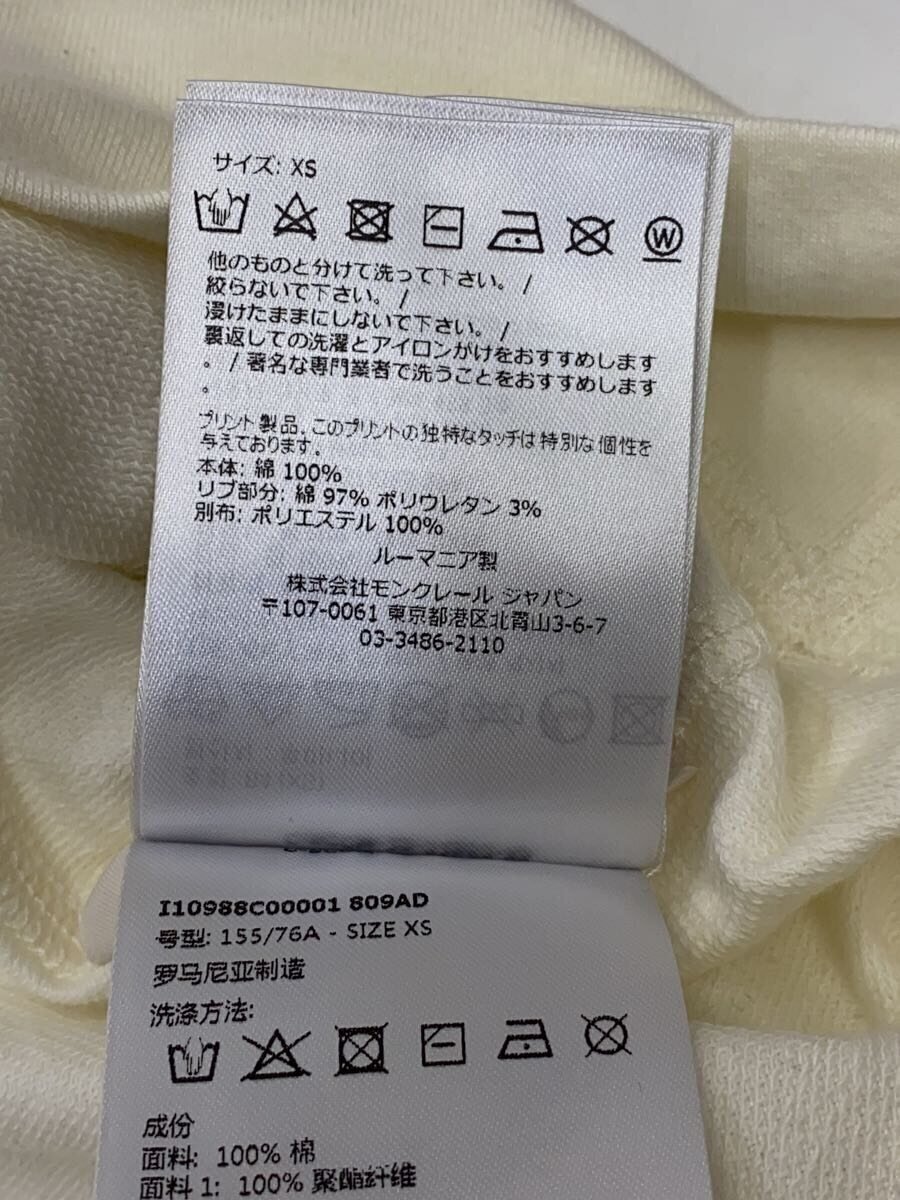 サイズ: XS
W
他のものと分けて洗って下さい。/
絞らないで下さい。/
浸けたままにしないで下さい。/
裏返しての洗濯とアイロンがけをおすすめします
。/ 著名な専門業者で洗うことをおすすめします
。
プリント製品、このプリントの独特なタッチは特別な個性を
与えております。
本体: 綿 100%
リブ部分: 綿 97% ポリウレタン 3%
別布: ポリエステル 100%
ルーマニア製
株式会社モンクレール ジャパン
〒107-0061 東京都港区北青山3-6-7
03-3486-2110
I10988C00001 809AD
号型: 155/76A - SIZE XS
罗马尼亚制造
洗涤方法:
成份
面料: 100% 棉
面料 1: 100% 聚酯纤维